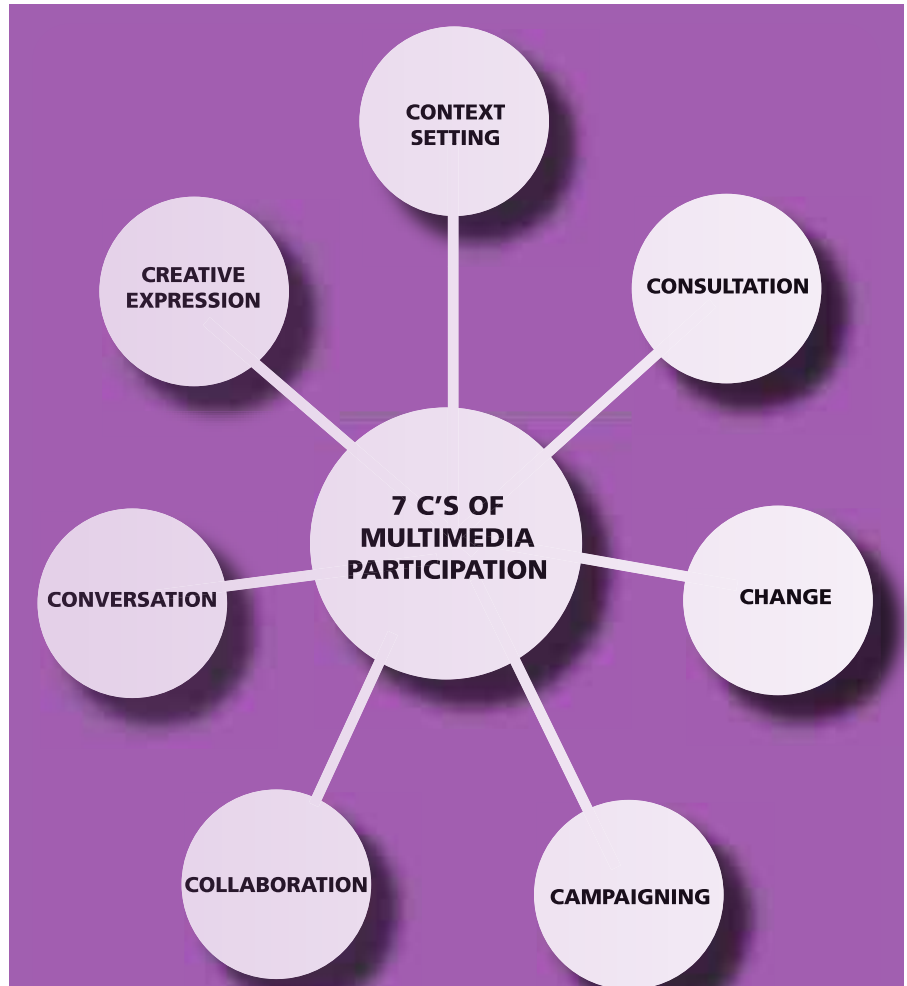 CONTEXT
SETTING
CREATIVE
EXPRESSION
CONSULTATION
7 C'S OF
MULTIMEDIA
PARTICIPATION
CONVERSATION
CHANGE
COLLABORATION
CAMPAIGNING